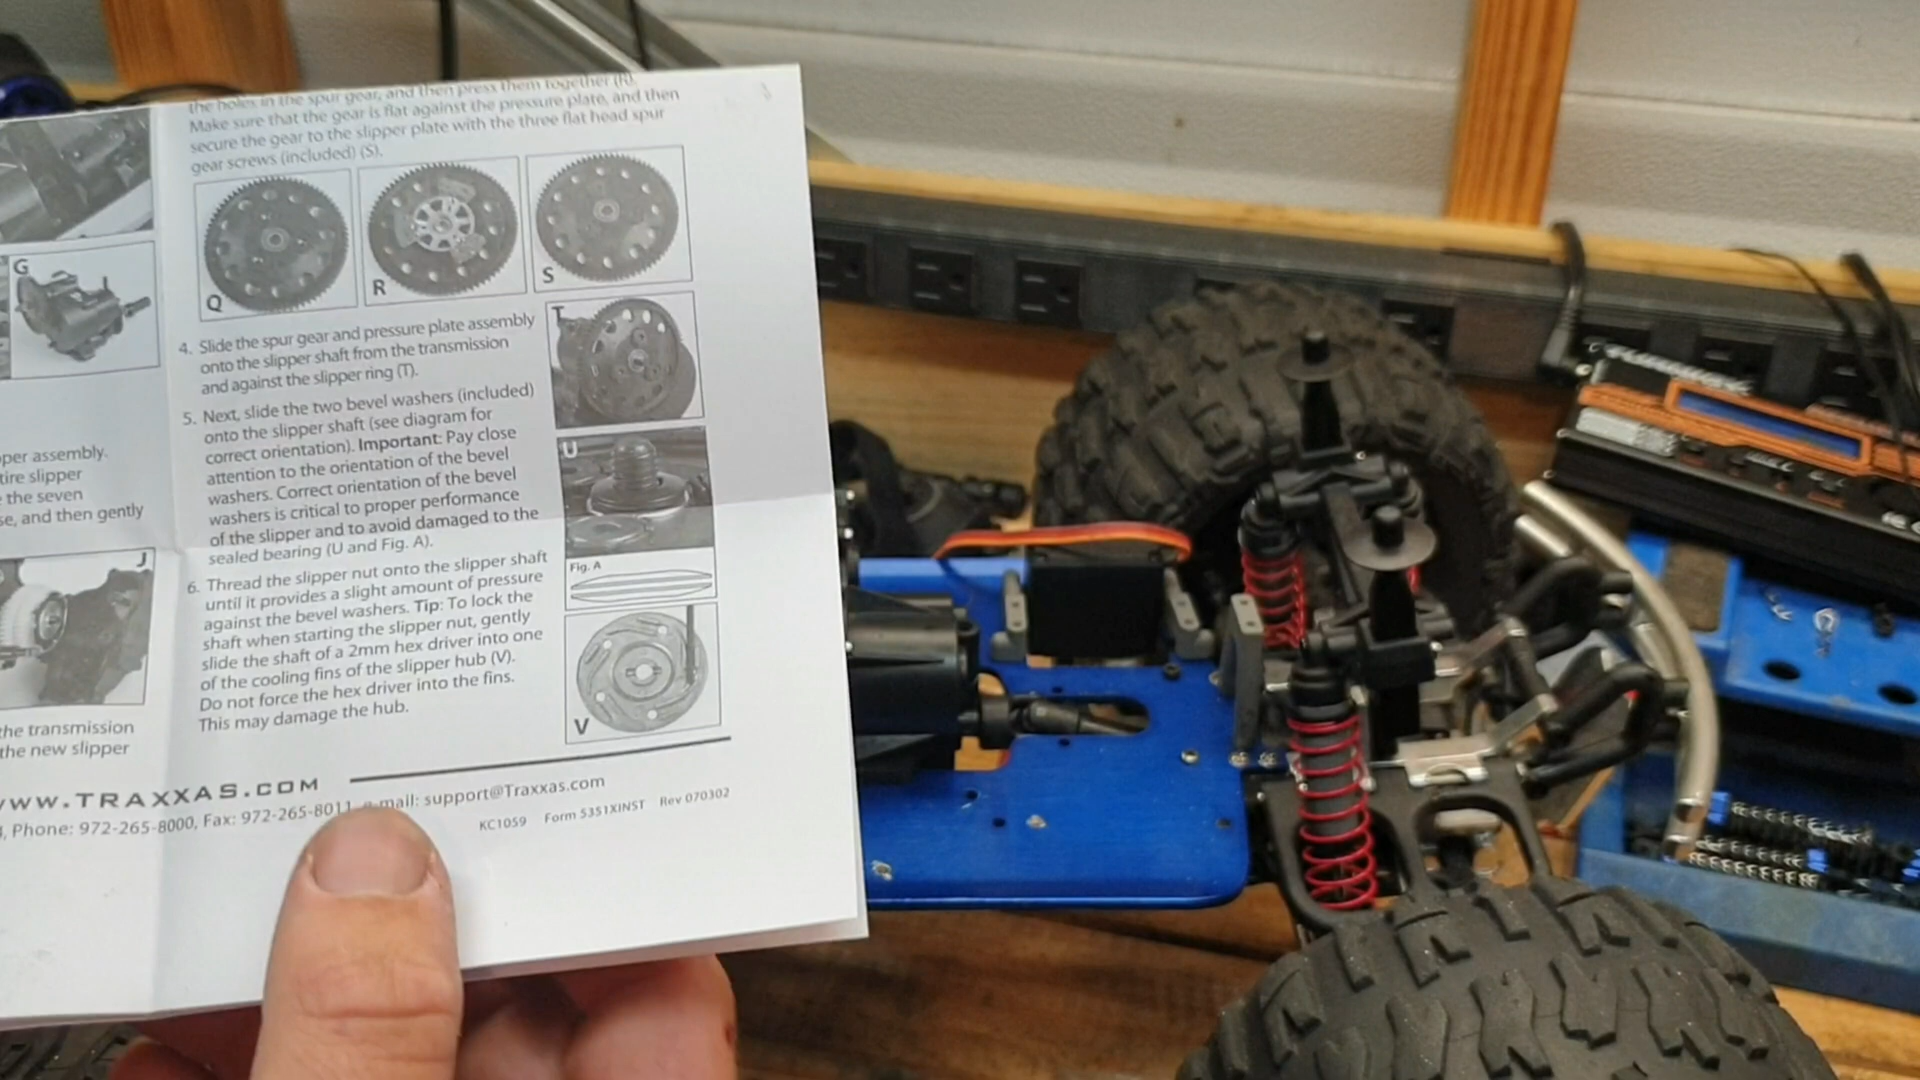 G
per assembly.
tire slipper
the seven
se, and then gently
J
the transmission
the new slipper
the holes in the spur gear, and then press them together (R).
Make sure that the gear is flat against the pressure plate, and then
secure the gear to the slipper plate with the three flat head spur
gear screws (included) (S).
Q
R
S
4. Slide the spur gear and pressure plate assembly
onto the slipper shaft from the transmission
and against the slipper ring (T).
T
5. Next, slide the two bevel washers (included)
onto the slipper shaft (see diagram for
correct orientation). Important: Pay close
attention to the orientation of the bevel
washers. Correct orientation of the bevel
washers is critical to proper performance
of the slipper and to avoid damaged to the
sealed bearing (U and Fig. A).
U
Fig. A
6. Thread the slipper nut onto the slipper shaft
until it provides a slight amount of pressure
against the bevel washers. Tip: To lock the
shaft when starting the slipper nut, gently
slide the shaft of a 2mm hex driver into one
of the cooling fins of the slipper hub (V).
Do not force the hex driver into the fins.
This may damage the hub.
V
WWW.TRAXXAS.COM
, Phone: 972-265-8000, Fax: 972-265-8011, e-mail: support@Traxxas.com
KC1059 Form 5351XINST Rev 070302